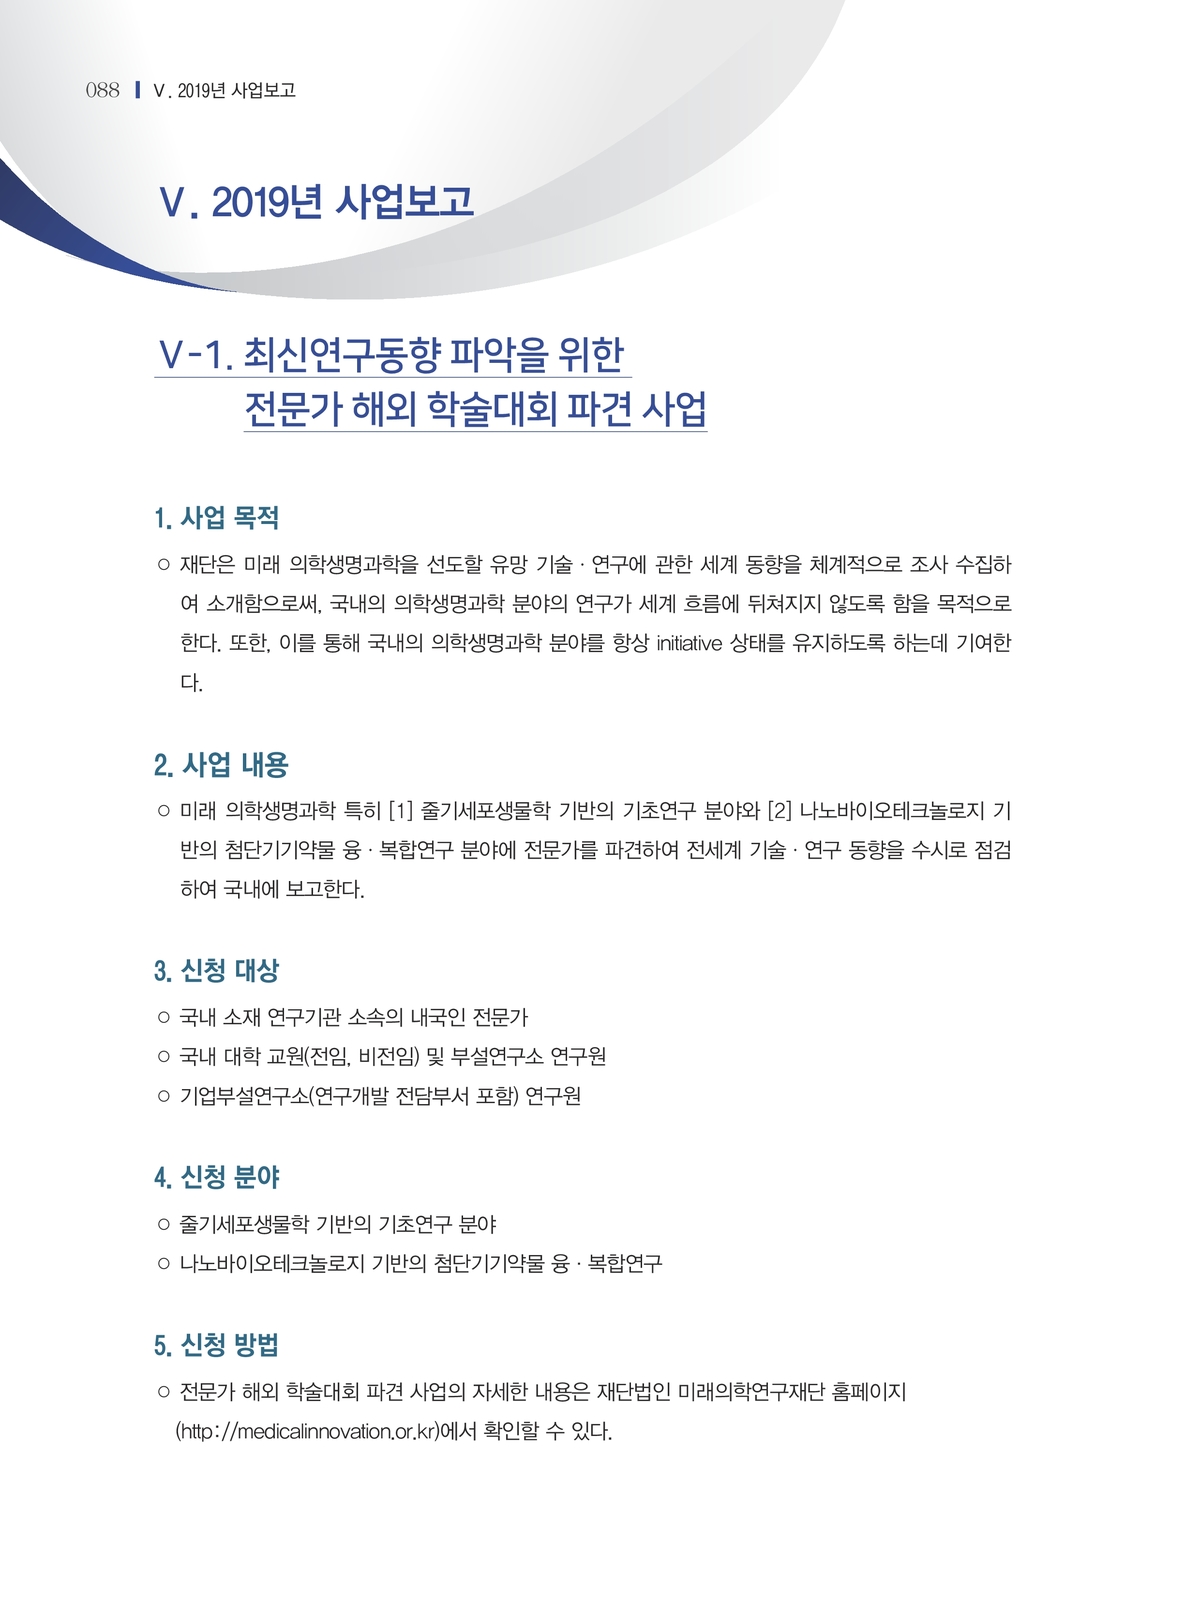 088 V. 2019년 사업보고
V. 2019년 사업보고
V-1. 최신연구동향 파악을 위한
전문가 해외 학술대회 파견 사업
1. 사업 목적
○ 재단은 미래 의학생명과학을 선도할 유망 기술 · 연구에 관한 세계 동향을 체계적으로 조사 수집하
여 소개함으로써, 국내의 의학생명과학 분야의 연구가 세계 흐름에 뒤쳐지지 않도록 함을 목적으로
한다. 또한, 이를 통해 국내의 의학생명과학 분야를 항상 initiative 상태를 유지하도록 하는데 기여한
다.
2. 사업 내용
○ 미래 의학생명과학 특히 [1] 줄기세포생물학 기반의 기초연구 분야와 [2] 나노바이오테크놀로지 기
반의 첨단기기약물 융 · 복합연구 분야에 전문가를 파견하여 전세계 기술 · 연구 동향을 수시로 점검
하여 국내에 보고한다.
3. 신청 대상
○ 국내 소재 연구기관 소속의 내국인 전문가
○ 국내 대학 교원(전임, 비전임) 및 부설연구소 연구원
○ 기업부설연구소(연구개발 전담부서 포함) 연구원
4. 신청 분야
○ 줄기세포생물학 기반의 기초연구 분야
○ 나노바이오테크놀로지 기반의 첨단기기약물 융 · 복합연구
5. 신청 방법
○ 전문가 해외 학술대회 파견 사업의 자세한 내용은 재단법인 미래의학연구재단 홈페이지
(http://medicalinnovation.or.kr)에서 확인할 수 있다.